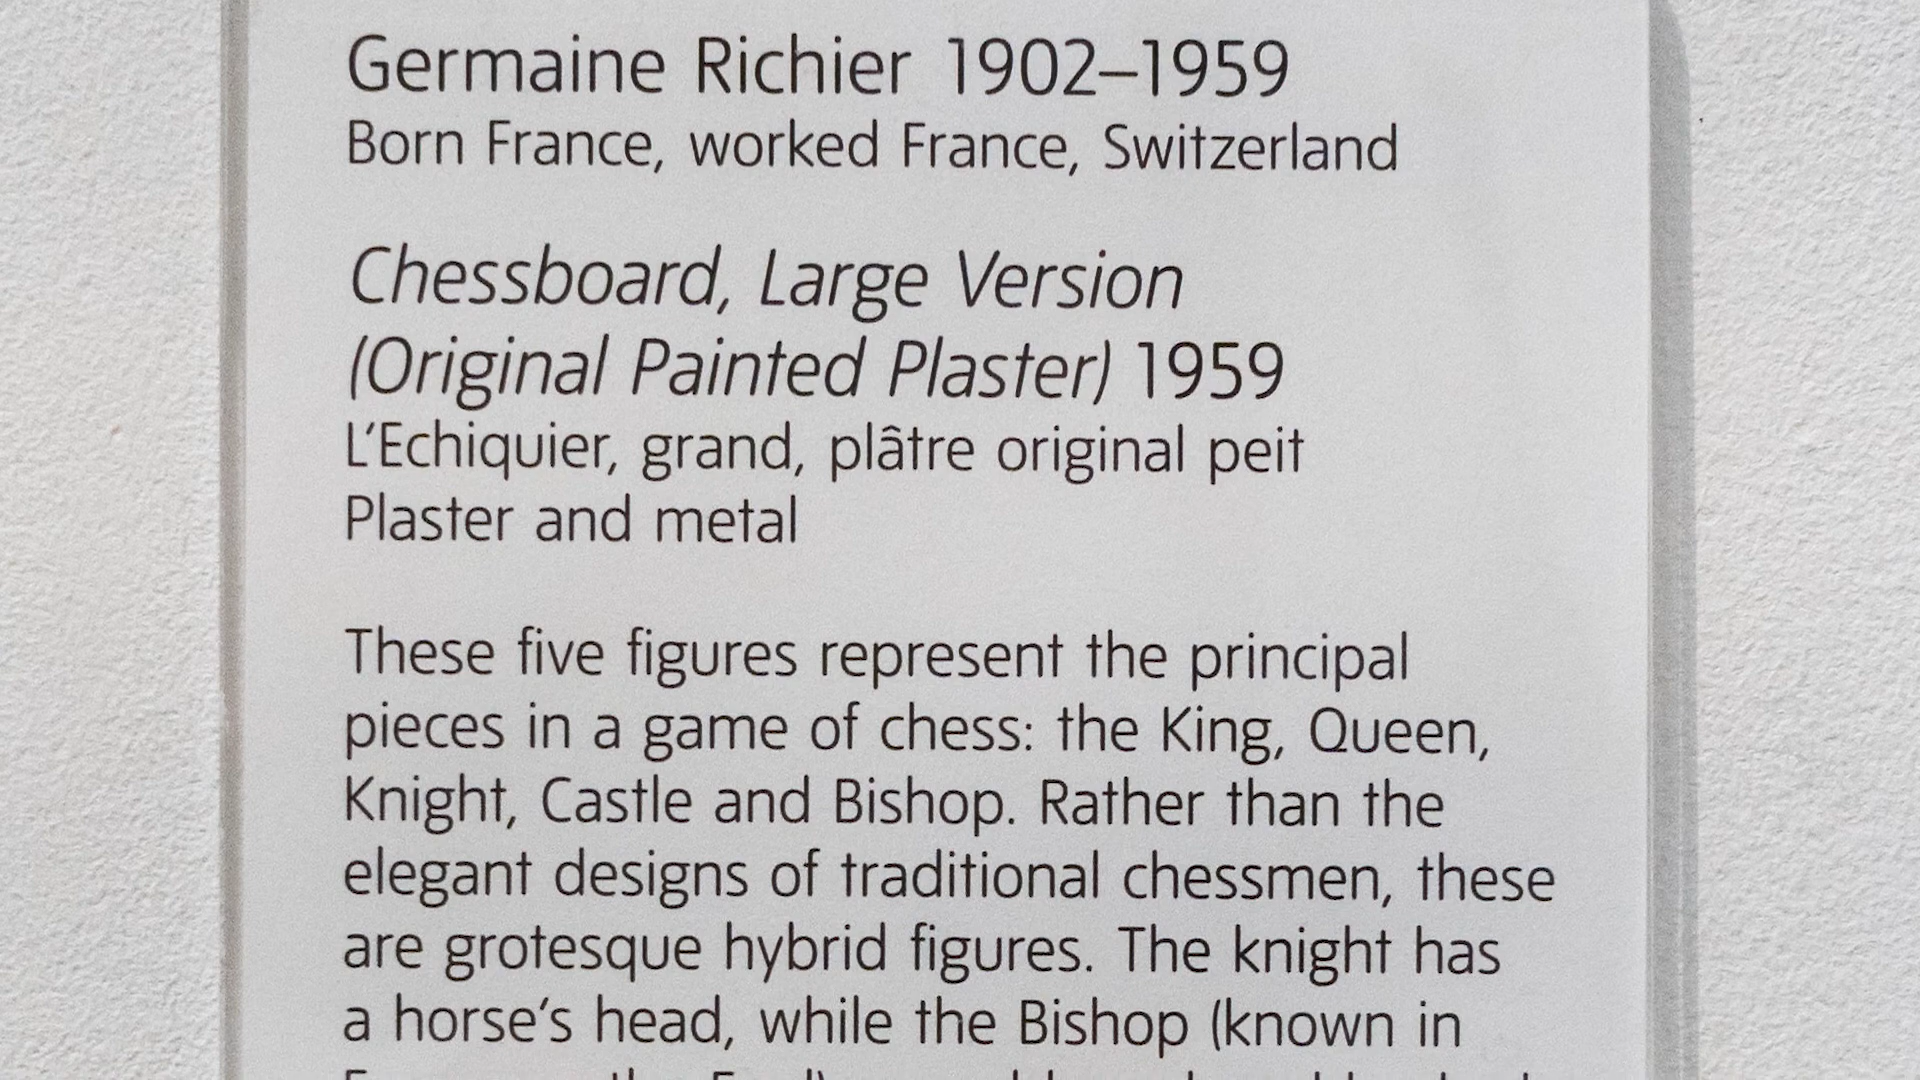 Germaine Richier 1902–1959
Born France, worked France, Switzerland
Chessboard, Large Version
(Original Painted Plaster) 1959
L’Echiquier, grand, plâtre original peit
Plaster and metal
These five figures represent the principal
pieces in a game of chess: the King, Queen,
Knight, Castle and Bishop. Rather than the
elegant designs of traditional chessmen, these
are grotesque hybrid figures. The knight has
a horse’s head, while the Bishop (known in